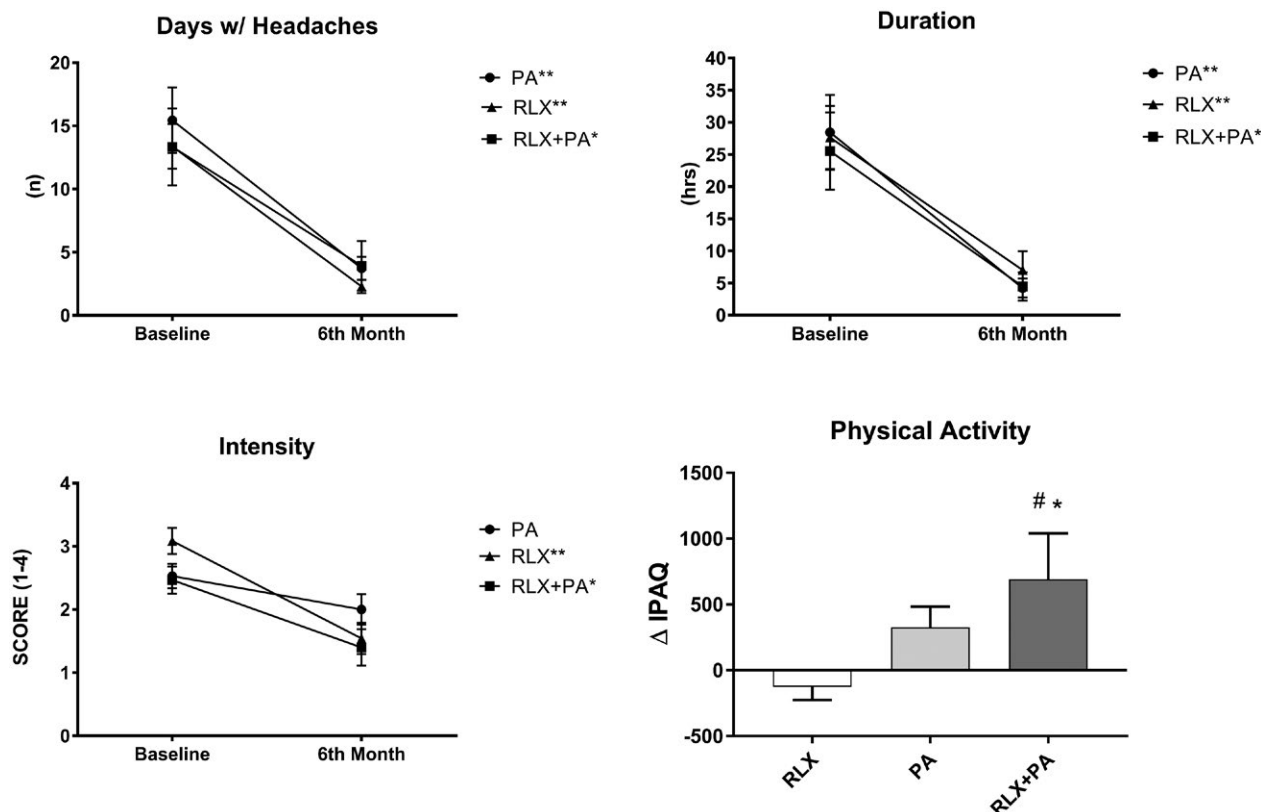 Days w/ Headaches
20
15
10
5
0
(n)
Baseline
6th Month
PA**
RLX**
RLX+PA*
Duration
40
35
30
25
20
15
10
5
0
(hrs)
Baseline
6th Month
PA**
RLX**
RLX+PA*
Intensity
4
3
2
1
0
SCORE (1-4)
Baseline
6th Month
PA
RLX**
RLX+PA*
Physical Activity
1500
1000
500
0
-500
Δ IPAQ
# *
RLX
PA
RLX+PA